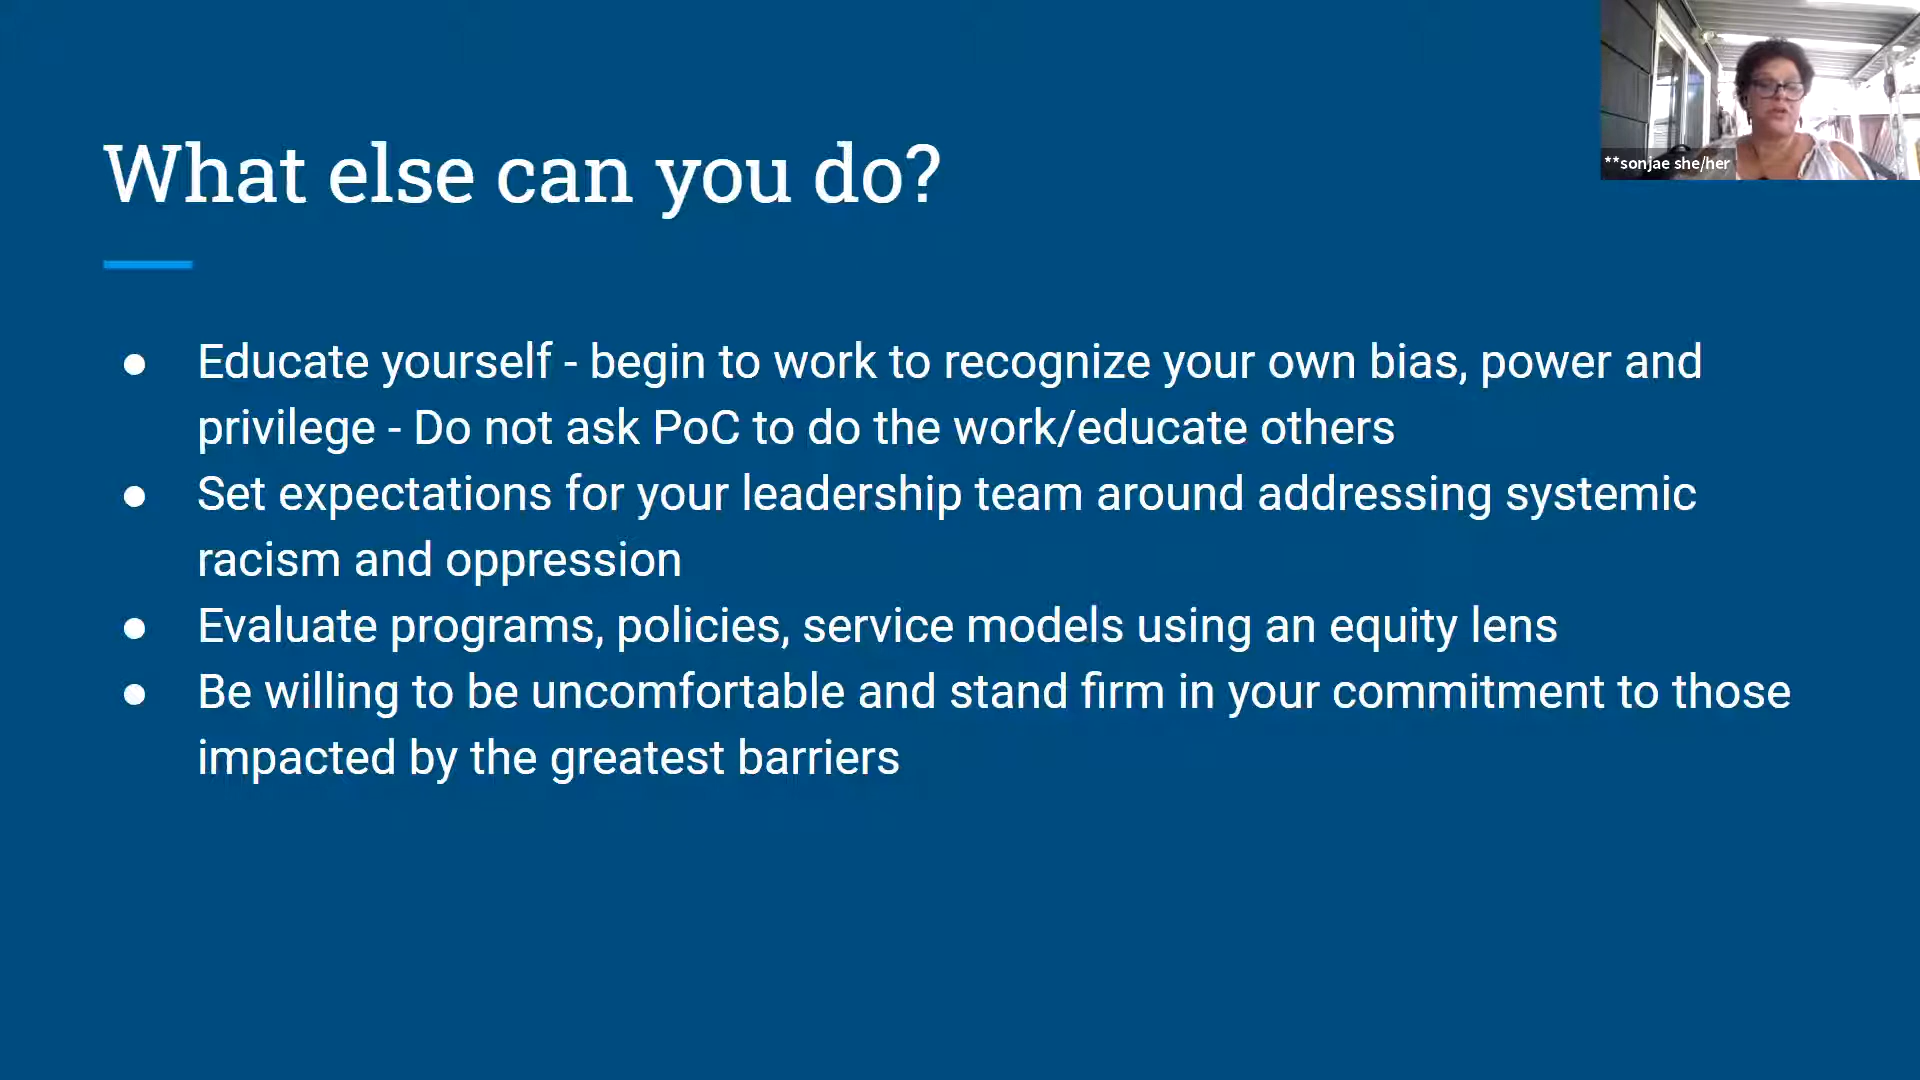 What else can you do?
**sonjae she/her
● Educate yourself - begin to work to recognize your own bias, power and
privilege - Do not ask PoC to do the work/educate others
● Set expectations for your leadership team around addressing systemic
racism and oppression
● Evaluate programs, policies, service models using an equity lens
● Be willing to be uncomfortable and stand firm in your commitment to those
impacted by the greatest barriers